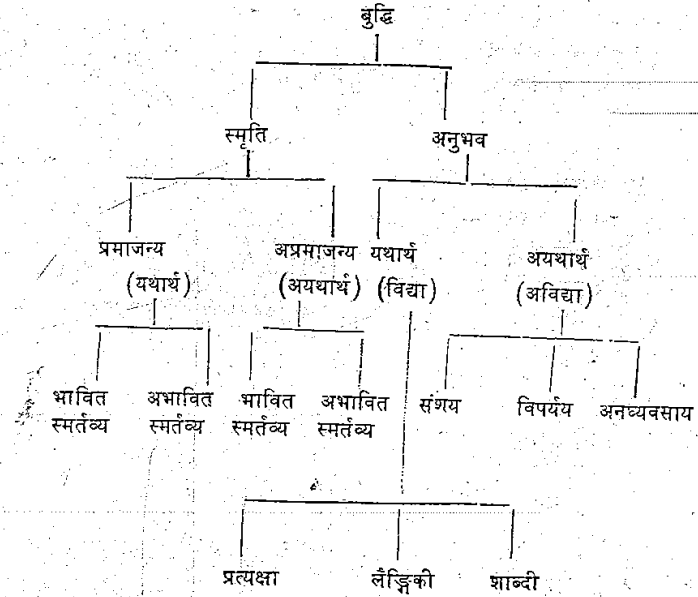 बुद्धि
स्मृति अनुभव
प्रमाजन्य अप्रमाजन्य यथार्थ अयथार्थ
(यथार्थ) (अयथार्थ) (विद्या) (अविद्या)
भावित अभावित भावित अभावित संशय विपर्यय अनध्यवसाय
स्मर्तव्य स्मर्तव्य स्मर्तव्य स्मर्तव्य
प्रत्यक्षा लैङ्गिकी शाब्दी